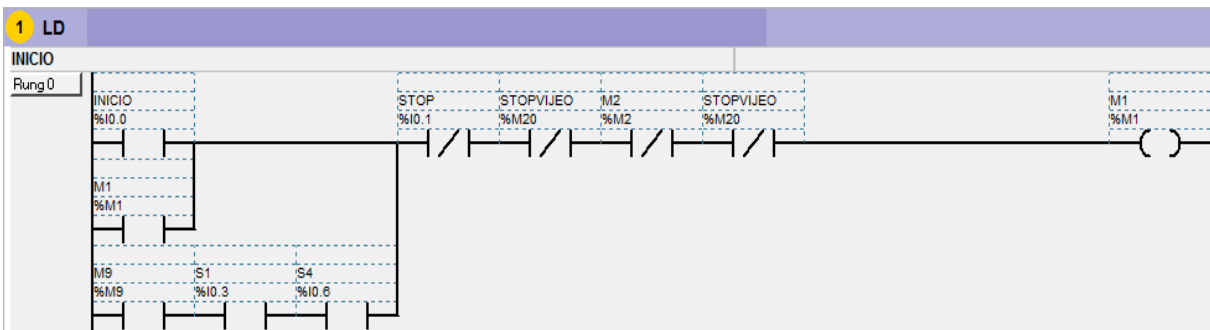 1 LD
INICIO
Rung 0
INICIO STOP STOPVIJEO M2 STOPVIJEO M1
%I0.0 %I0.1 %M20 %M2 %M20 %M1
M1
%M1
M9 S1 S4
%M9 %I0.3 %I0.6